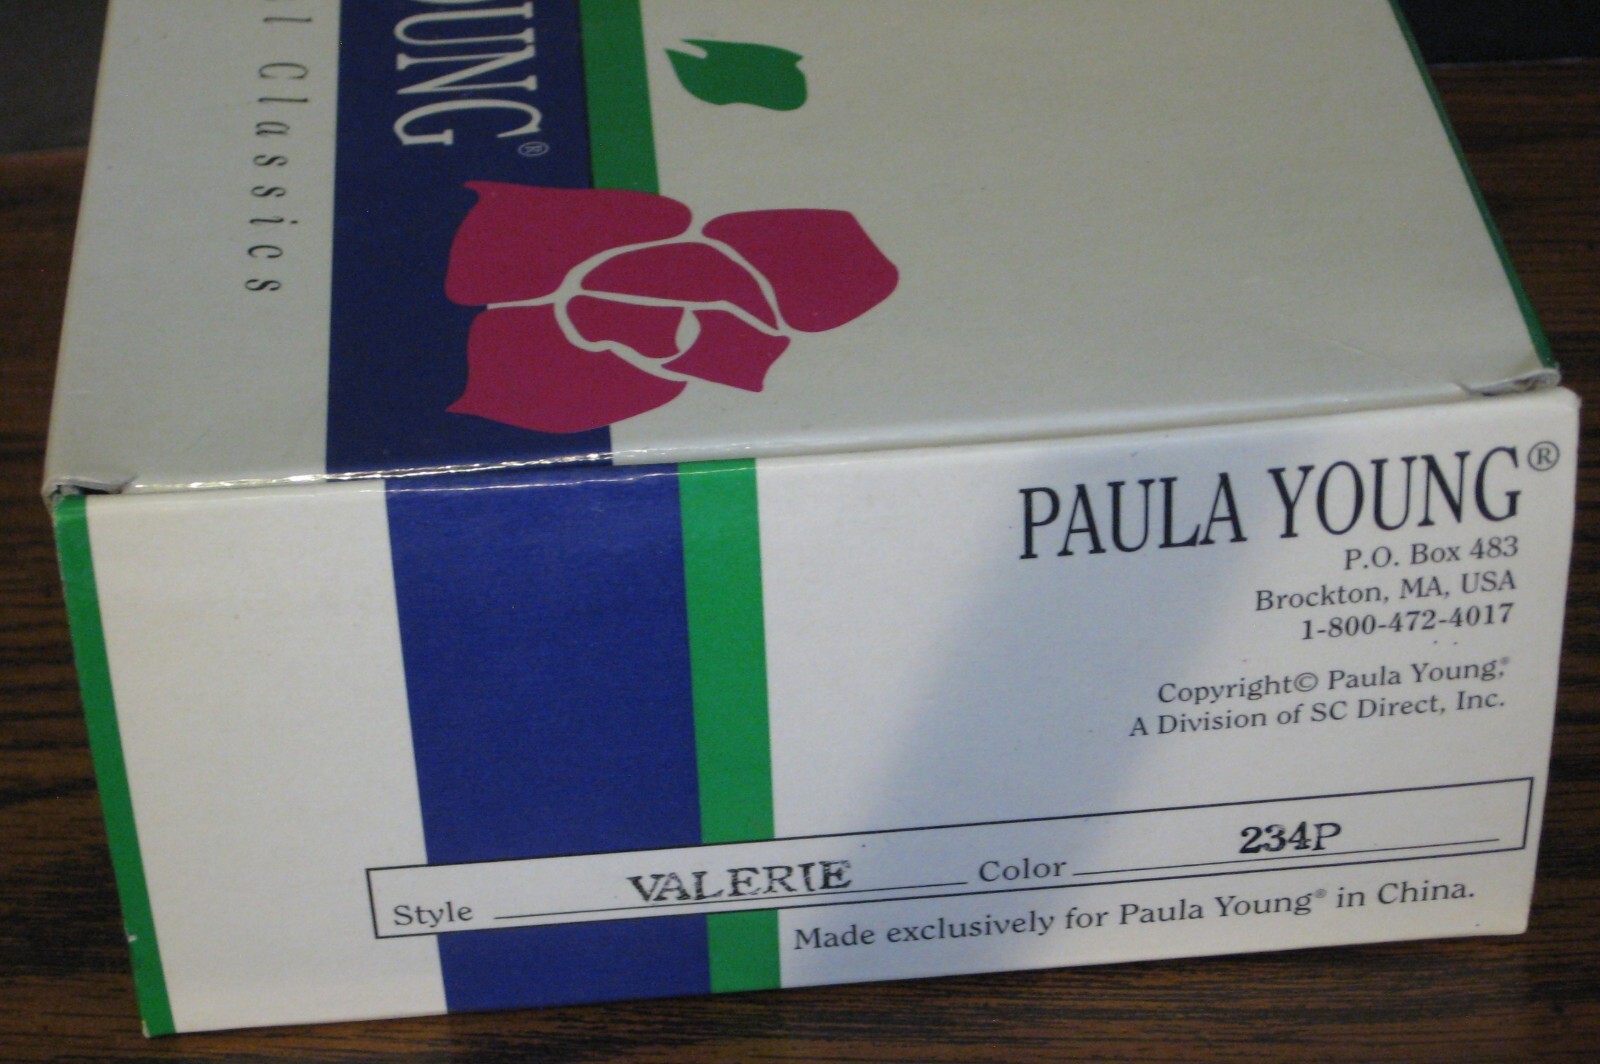 Classics
YOUNG®
PAULA YOUNG®
P.O. Box 483
Brockton, MA, USA
1-800-472-4017
Copyright© Paula Young,®
A Division of SC Direct, Inc.
Style VALERIE Color 234P
Made exclusively for Paula Young® in China.